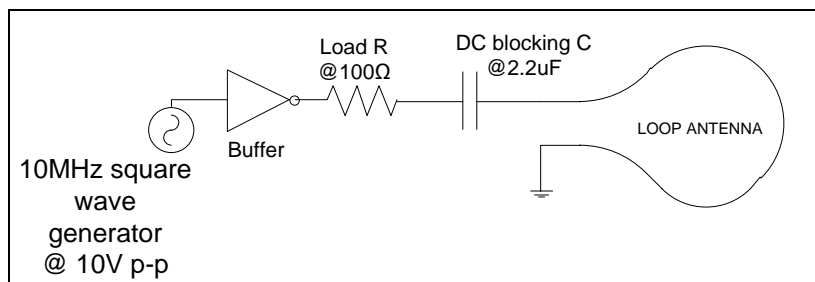 Load R
@100Ω
DC blocking C
@2.2uF
Buffer
LOOP ANTENNA
10MHz square
wave
generator
@ 10V p-p